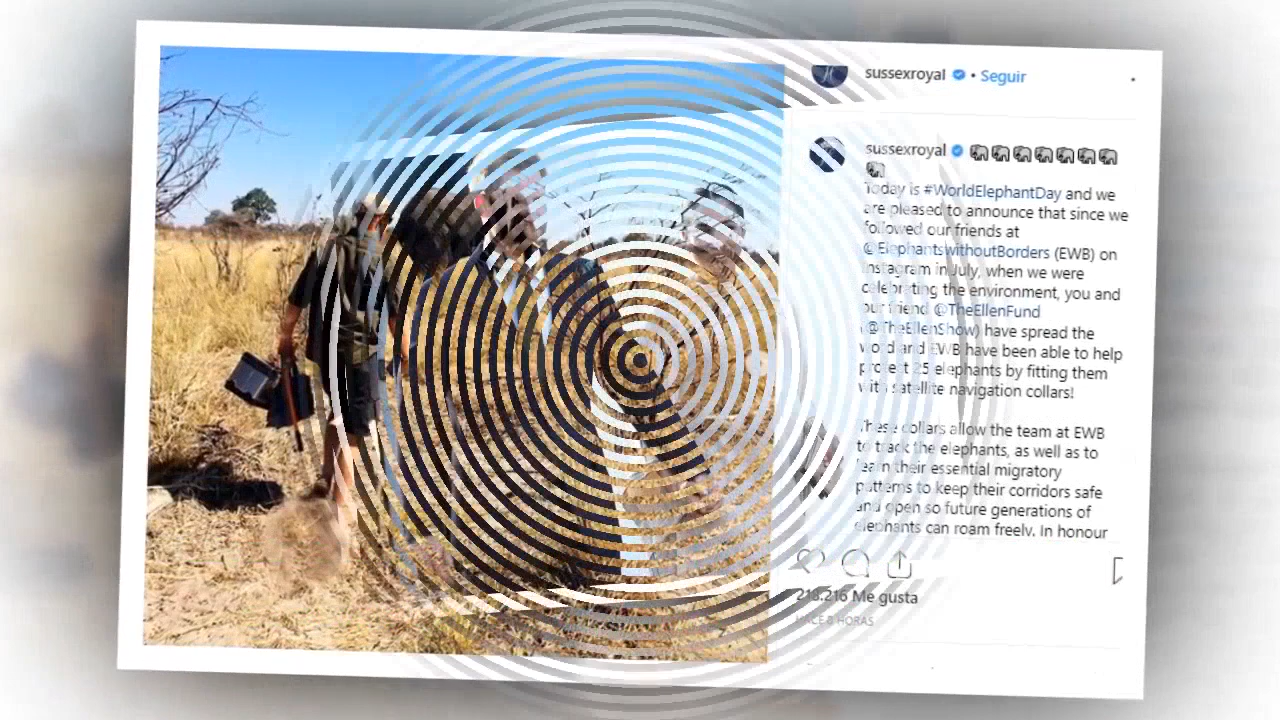 sussexroyal • Seguir
sussexroyal
Today is #WorldElephantDay and we
are pleased to announce that since we
followed our friends at
@ElephantswithoutBorders (EWB) on
Instagram in July, when we were
celebrating the environment, you and
our friend @TheEllenFund
(@TheEllenShow) have spread the
word and EWB have been able to help
protect 25 elephants by fitting them
with satellite navigation collars!
These collars allow the team at EWB
to track the elephants, as well as to
learn their essential migratory
patterns to keep their corridors safe
and open so future generations of
elephants can roam freely. In honour
218.216 Me gusta
HACE 8 HORAS